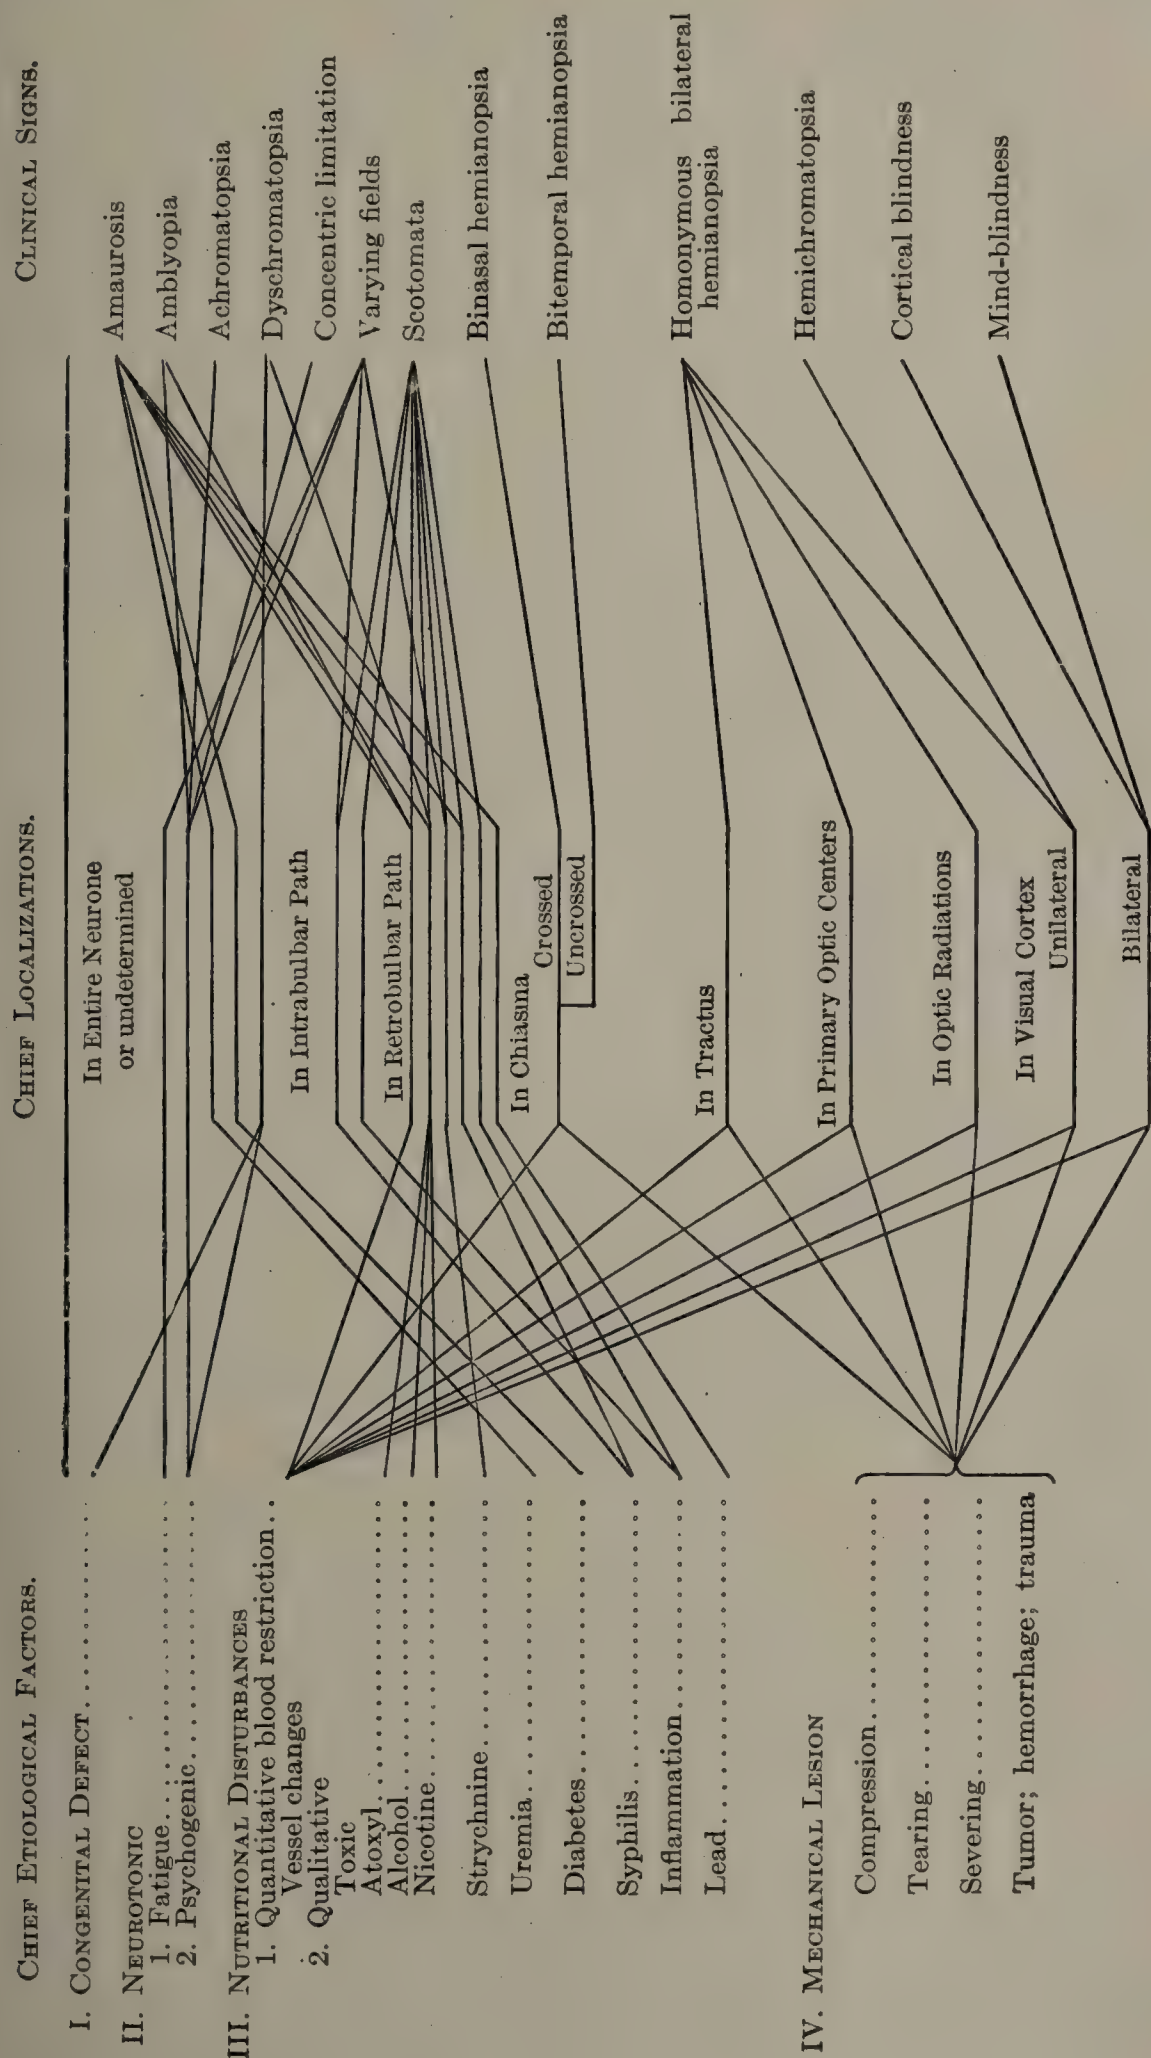 CHIEF ETIOLOGICAL FACTORS.
I. CONGENITAL DEFECT
II. NEUROTONIC
1. Fatigue
2. Psychogenic
III. NUTRITIONAL DISTURBANCES
1. Quantitative blood restriction
Vessel changes
2. Qualitative
Toxic
Atoxyl
Alcohol
Nicotine
Strychnine
Uremia
Diabetes
Syphilis
Inflammation
Lead
IV. MECHANICAL LESION
Compression
Tearing
Severing
Tumor; hemorrhage; trauma
CHIEF LOCALIZATIONS.
In Entire Neurone
or undetermined
In Intrabulbar Path
In Retrobulbar Path
In Chiasma
Crossed
Uncrossed
In Tractus
In Primary Optic Centers
In Optic Radiations
In Visual Cortex
Unilateral
Bilateral
CLINICAL SIGNS.
Amaurosis
Amblyopia
Achromatopsia
Dyschromatopsia
Concentric limitation
Varying fields
Scotomata
Binasal hemianopsia
Bitemporal hemianopsia
Homonymous bilateral
hemianopsia
Hemichromatopsia
Cortical blindness
Mind-blindness